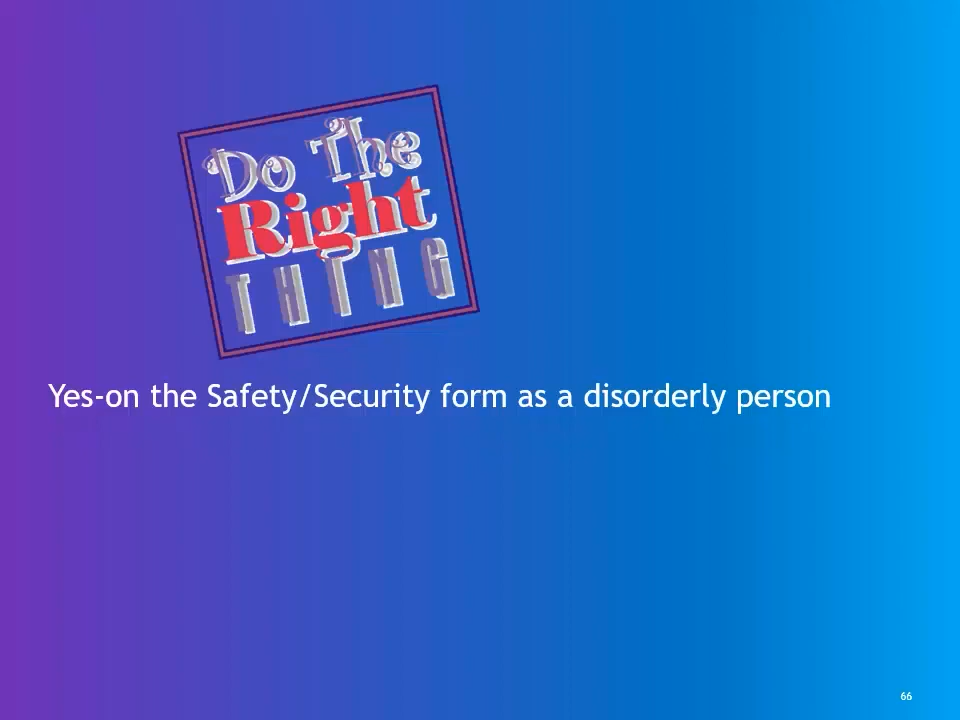 Do The
Right
THING
Yes-on the Safety/Security form as a disorderly person
66